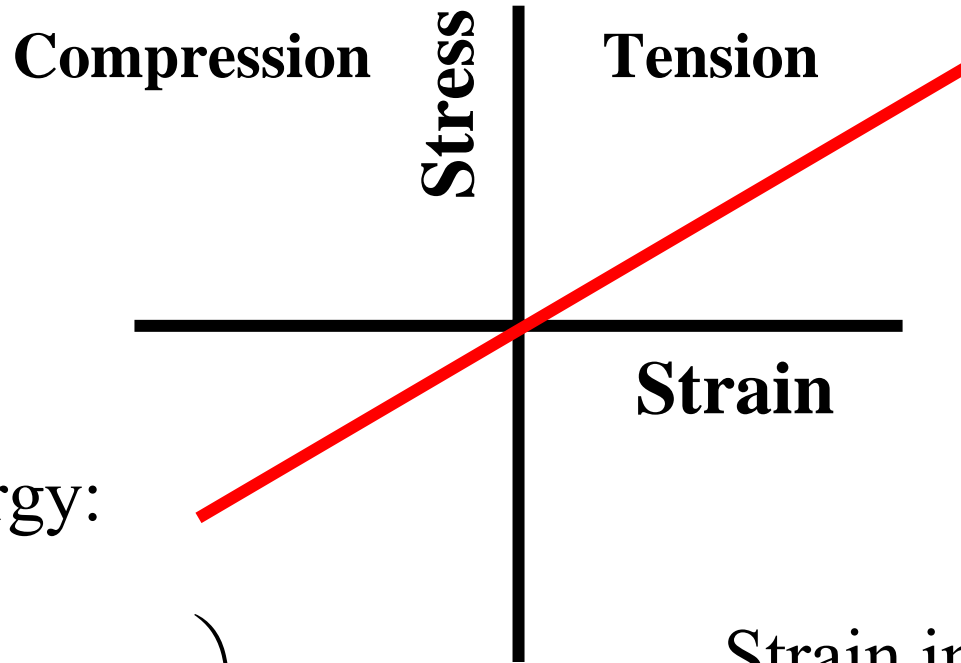 Compression
Stress
Tension
Strain
rgy:
)
Strain in